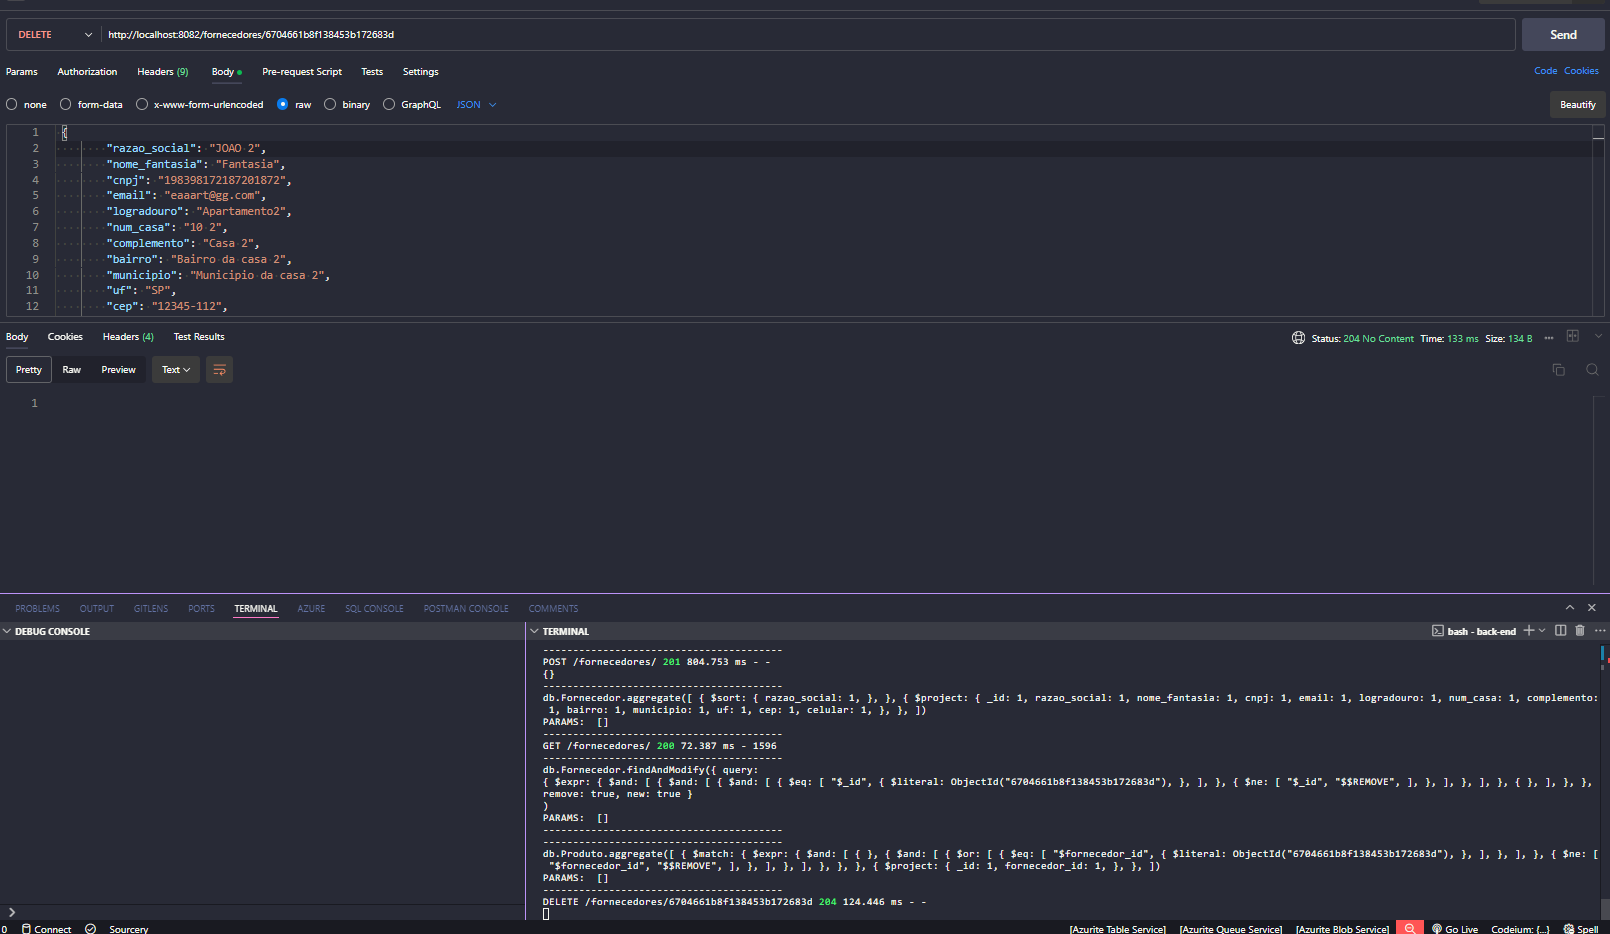 DELETE http://localhost:8082/fornecedores/6704661b8f138453b172683d Send
Params Authorization Headers (9) Body Pre-request Script Tests Settings Code Cookies
none form-data x-www-form-urlencoded raw binary GraphQL JSON Beautify
1 {
2 "razao_social": "JOAO 2",
3 "nome_fantasia": "Fantasia",
4 "cnpj": "198398172187201872",
5 "email": "eaaart@gg.com",
6 "logradouro": "Apartamento2",
7 "num_casa": "10 2",
8 "complemento": "Casa 2",
9 "bairro": "Bairro da casa 2",
10 "municipio": "Municipio da casa 2",
11 "uf": "SP",
12 "cep": "12345-112",
Body Cookies Headers (4) Test Results Status: 204 No Content Time: 133 ms Size: 134 B
Pretty Raw Preview Text
1
PROBLEMS OUTPUT GITLENS PORTS TERMINAL AZURE SQL CONSOLE POSTMAN CONSOLE COMMENTS
DEBUG CONSOLE
TERMINAL bash - back-end
----------------------------------------
POST /fornecedores/ 201 804.753 ms - -
{}
----------------------------------------
db.Fornecedor.aggregate([ { $sort: { razao_social: 1, }, }, { $project: { _id: 1, razao_social: 1, nome_fantasia: 1, cnpj: 1, email: 1, logradouro: 1, num_casa: 1, complemento:
1, bairro: 1, municipio: 1, uf: 1, cep: 1, celular: 1, }, }, ])
PARAMS: []
----------------------------------------
GET /fornecedores/ 200 72.387 ms - 1596
----------------------------------------
db.Fornecedor.findAndModify({ query:
{ $expr: { $and: [ { $and: [ { $and: [ { $eq: [ "$_id", { $literal: ObjectId("6704661b8f138453b172683d"), }, ], }, { $ne: [ "$_id", "$$REMOVE", ], }, ], }, ], }, { }, ], }, },
remove: true, new: true }
)
PARAMS: []
----------------------------------------
db.Produto.aggregate([ { $match: { $expr: { $and: [ { }, { $and: [ { $or: [ { $eq: [ "$fornecedor_id", { $literal: ObjectId("6704661b8f138453b172683d"), }, ], }, ], }, { $ne: [
"$fornecedor_id", "$$REMOVE", ], }, ], }, ], }, }, }, { $project: { _id: 1, fornecedor_id: 1, }, }, ])
PARAMS: []
----------------------------------------
DELETE /fornecedores/6704661b8f138453b172683d 204 124.446 ms - -
0 Connect Sourcery [Azurite Table Service] [Azurite Queue Service] [Azurite Blob Service] Go Live Codeium: {...} Spell